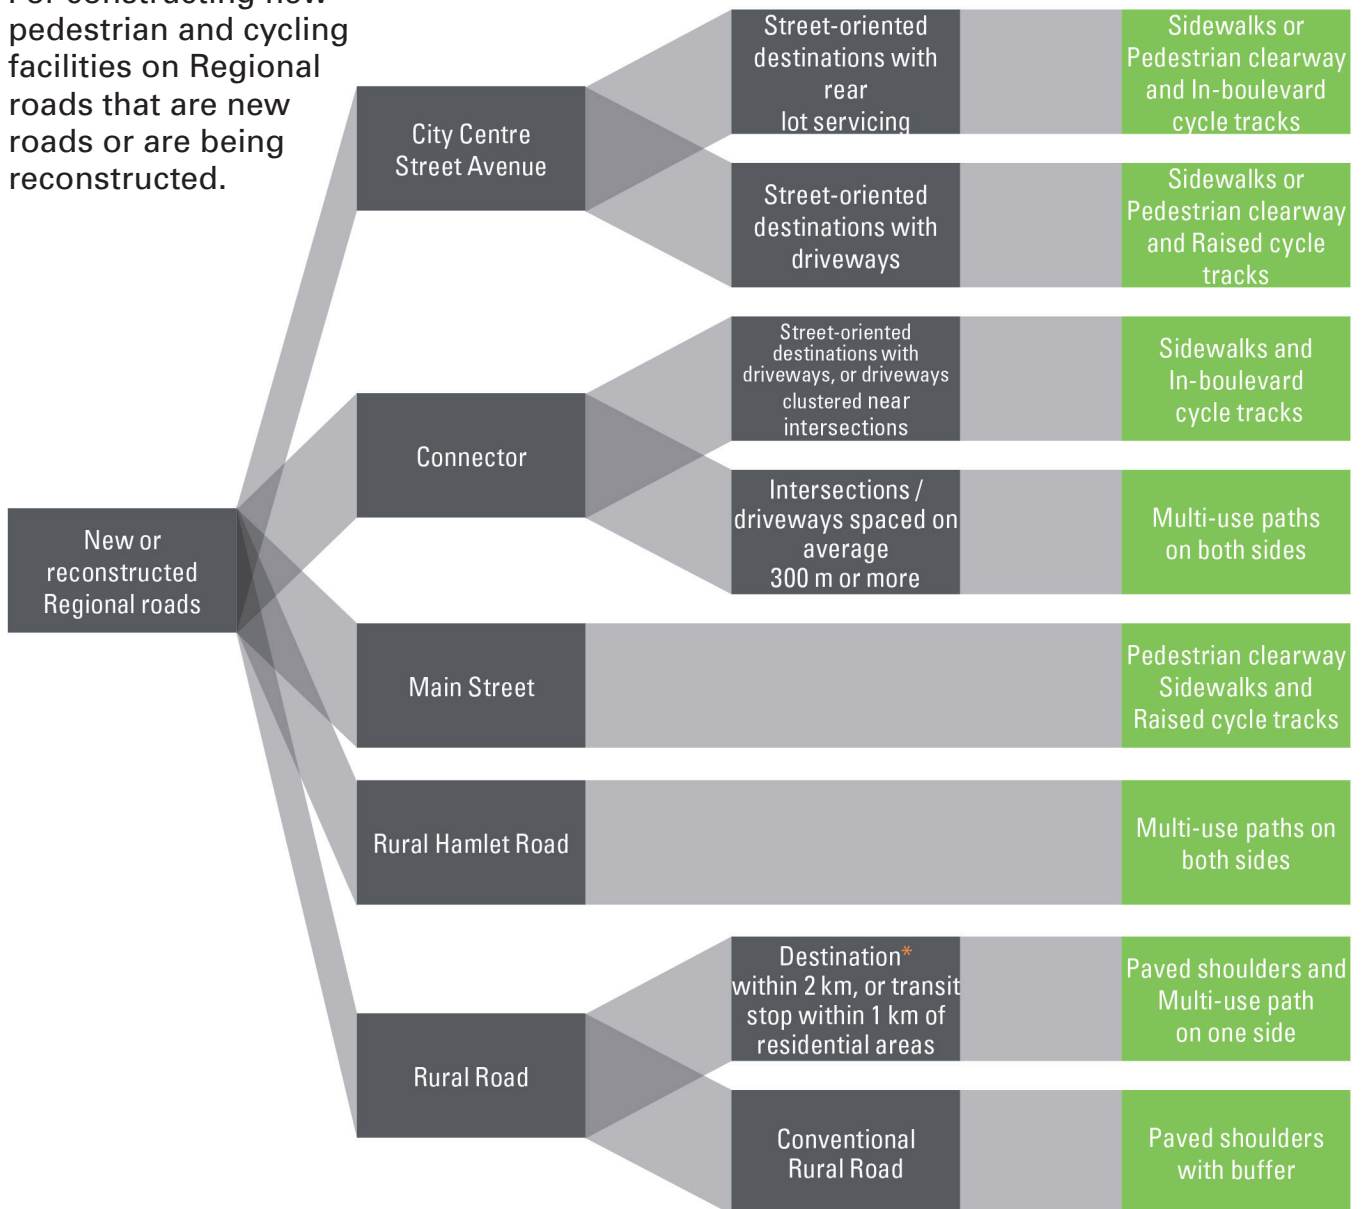 For constructing new
pedestrian and cycling
facilities on Regional
roads that are new
roads or are being
reconstructed.
New or
reconstructed
Regional roads
City Centre
Street Avenue
Street-oriented
destinations with
rear
lot servicing
Sidewalks or
Pedestrian clearway
and In-boulevard
cycle tracks
Street-oriented
destinations with
driveways
Sidewalks or
Pedestrian clearway
and Raised cycle
tracks
Connector
Street-oriented
destinations with
driveways, or driveways
clustered near
intersections
Sidewalks and
In-boulevard
cycle tracks
Intersections /
driveways spaced on
average
300 m or more
Multi-use paths
on both sides
Main Street
Pedestrian clearway
Sidewalks and
Raised cycle tracks
Rural Hamlet Road
Multi-use paths on
both sides
Rural Road
Destination*
within 2 km, or transit
stop within 1 km of
residential areas
Paved shoulders and
Multi-use path
on one side
Conventional
Rural Road
Paved shoulders
with buffer